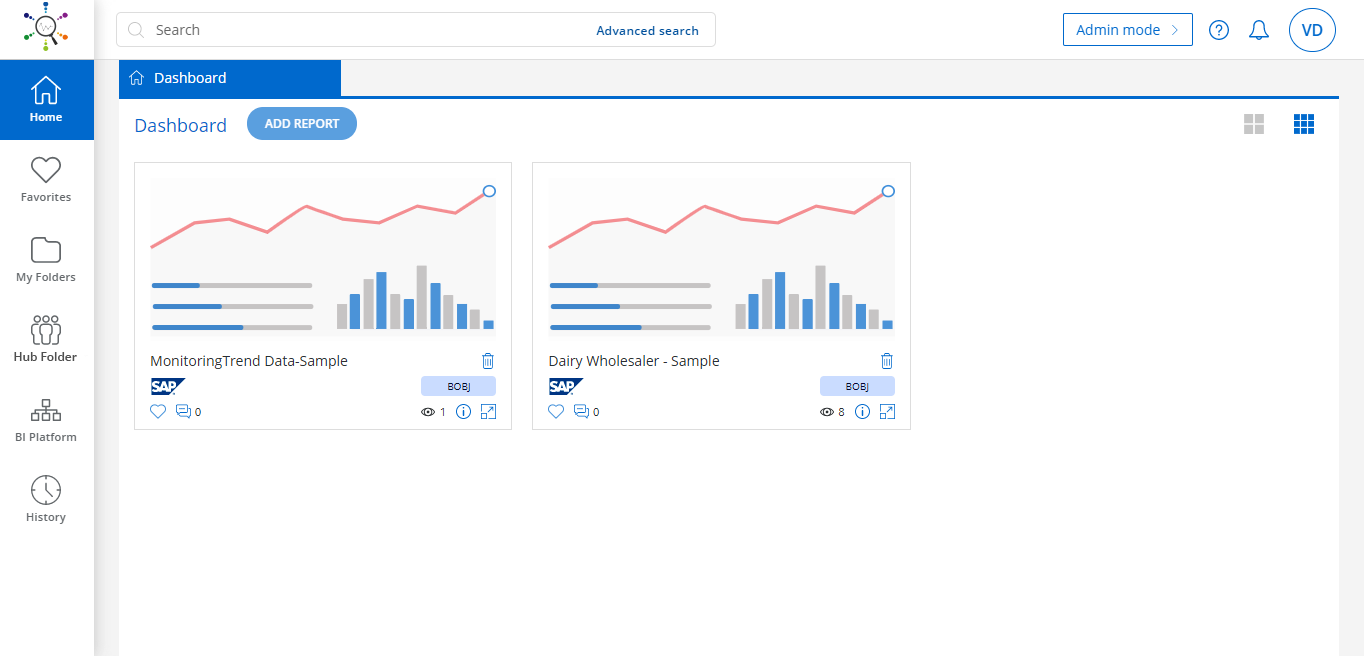 Search
Advanced search
Admin mode
VD
Home
Favorites
My Folders
Hub Folder
BI Platform
History
Dashboard
Dashboard
ADD REPORT
MonitoringTrend Data-Sample
SAP
BOBJ
0
1
Dairy Wholesaler - Sample
SAP
BOBJ
0
8